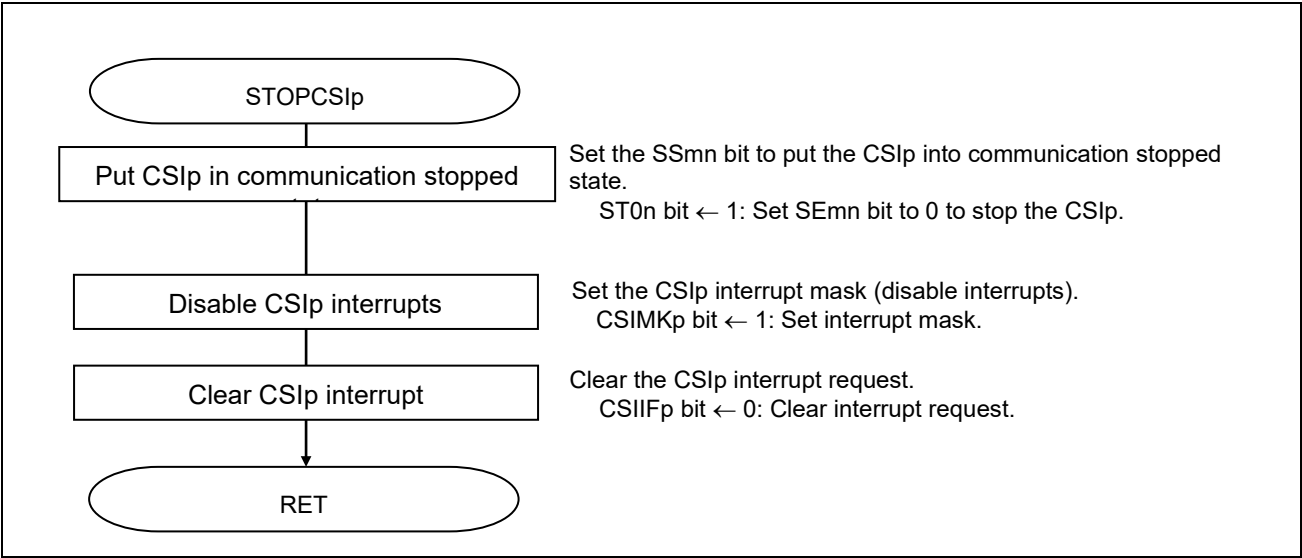 STOPCSIp
Put CSIp in communication stopped
Set the SSmn bit to put the CSIp into communication stopped
state.
ST0n bit ← 1: Set SEmn bit to 0 to stop the CSIp.
Disable CSIp interrupts
Set the CSIp interrupt mask (disable interrupts).
CSIMKp bit ← 1: Set interrupt mask.
Clear CSIp interrupt
Clear the CSIp interrupt request.
CSIIFp bit ← 0: Clear interrupt request.
RET